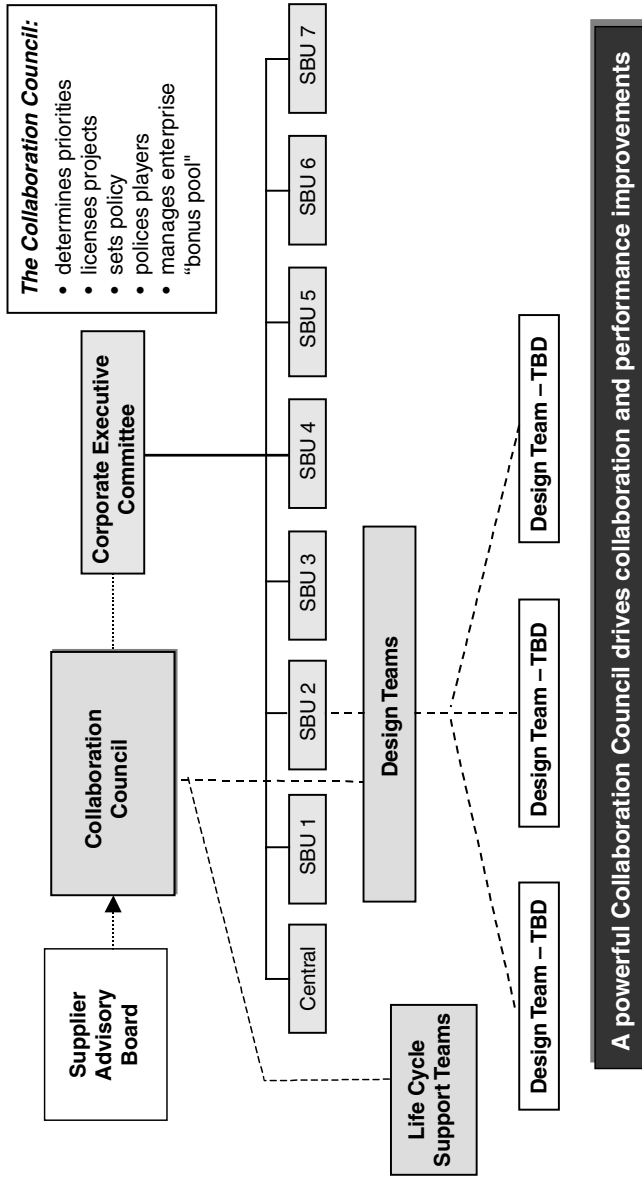 Supplier
Advisory
Board
Collaboration
Council
Corporate Executive
Committee
The Collaboration Council:
• determines priorities
• licenses projects
• sets policy
• polices players
• manages enterprise
“bonus pool"
Central
SBU 1
SBU 2
SBU 3
SBU 4
SBU 5
SBU 6
SBU 7
Life Cycle
Support Teams
Design Teams
Design Team – TBD
Design Team – TBD
Design Team – TBD
A powerful Collaboration Council drives collaboration and performance improvements